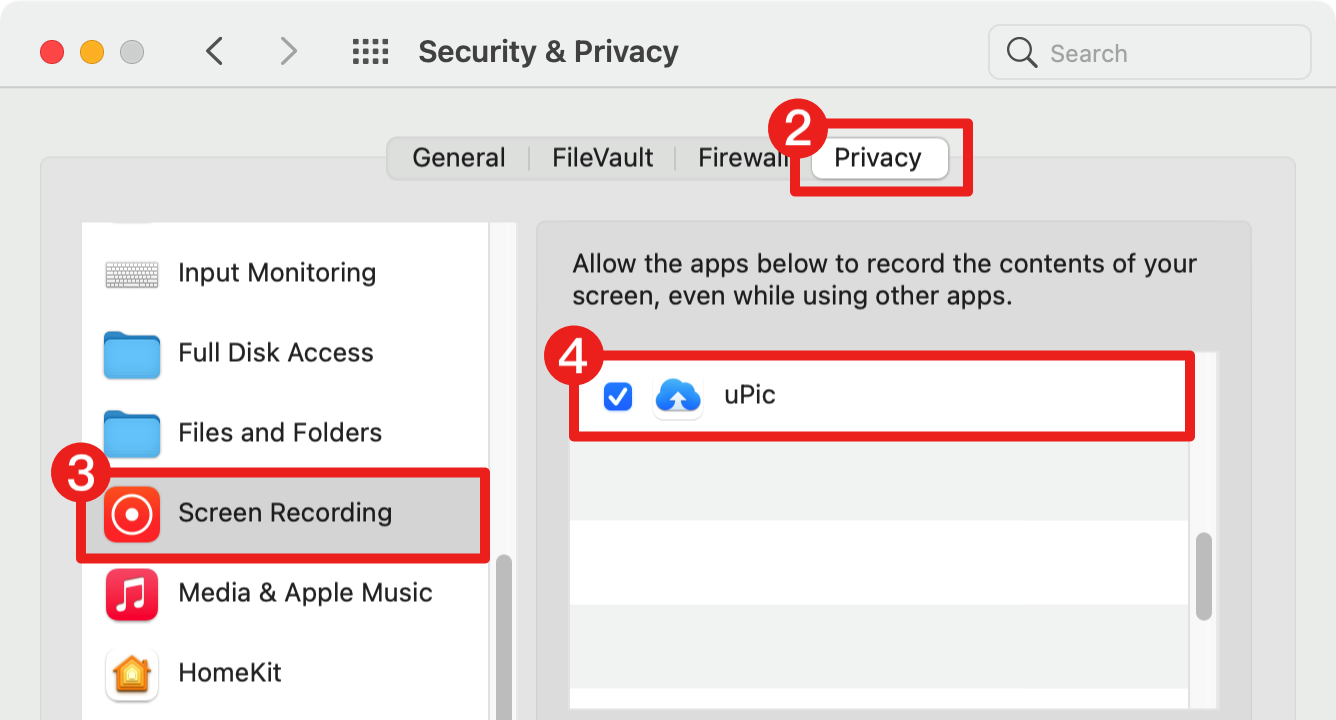 Security & Privacy
Search
2
General
FileVault
Firewall
Privacy
Input Monitoring
Full Disk Access
Files and Folders
3
Screen Recording
Media & Apple Music
HomeKit
Allow the apps below to record the contents of your
screen, even while using other apps.
4
uPic